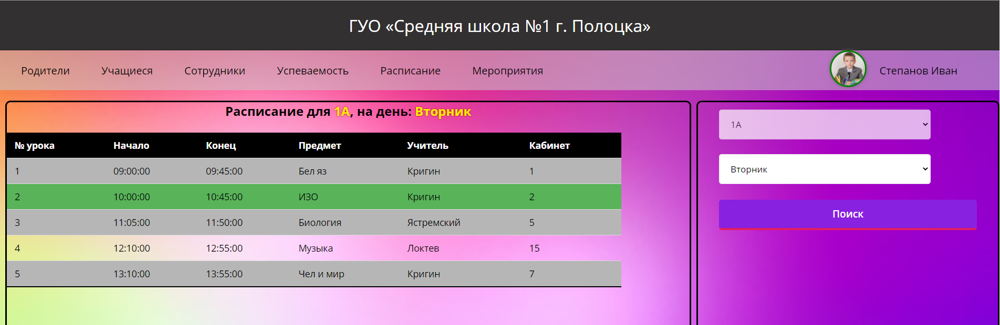 ГУО «Средняя школа №1 г. Полоцка»
Родители Учащиеся Сотрудники Успеваемость Расписание Мероприятия Степанов Иван
Расписание для 1А, на день: Вторник
№ урока Начало Конец Предмет Учитель Кабинет
1 09:00:00 09:45:00 Бел яз Кригин 1
2 10:00:00 10:45:00 ИЗО Кригин 2
3 11:05:00 11:50:00 Биология Ястремский 5
4 12:10:00 12:55:00 Музыка Локтев 15
5 13:10:00 13:55:00 Чел и мир Кригин 7
1А
Вторник
Поиск